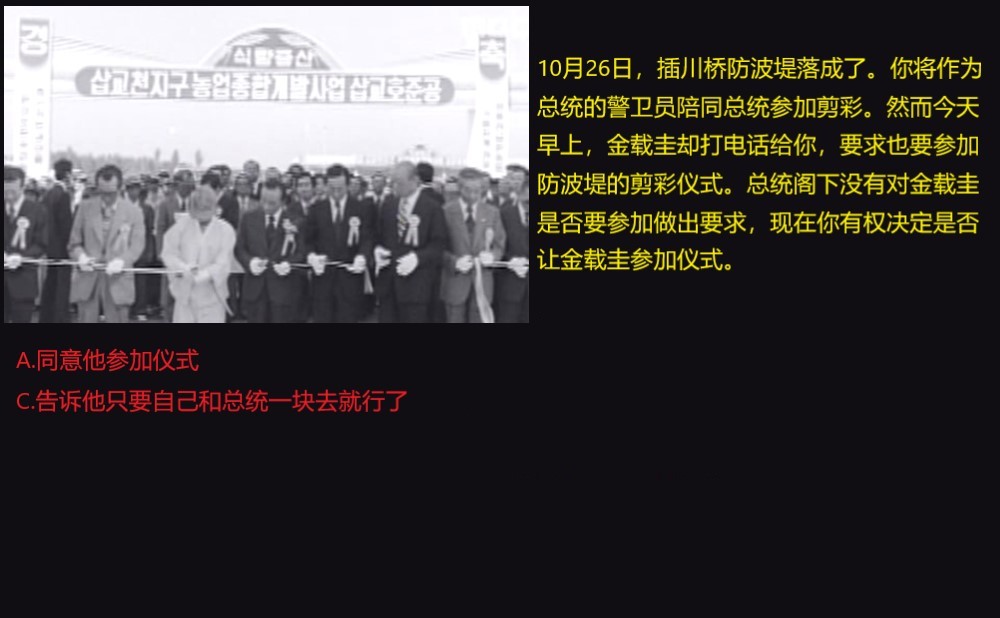 경
축
식량증산
삽교천지구 농업종합개발사업 삽교호준공
10月26日，插川桥防波堤落成了。你将作为
总统的警卫员陪同总统参加剪彩。然而今天
早上，金载圭却打电话给你，要求也要参加
防波堤的剪彩仪式。总统阁下没有对金载圭
是否要参加做出要求，现在你有权决定是否
让金载圭参加仪式。
A.同意他参加仪式
C.告诉他只要自己和总统一块去就行了